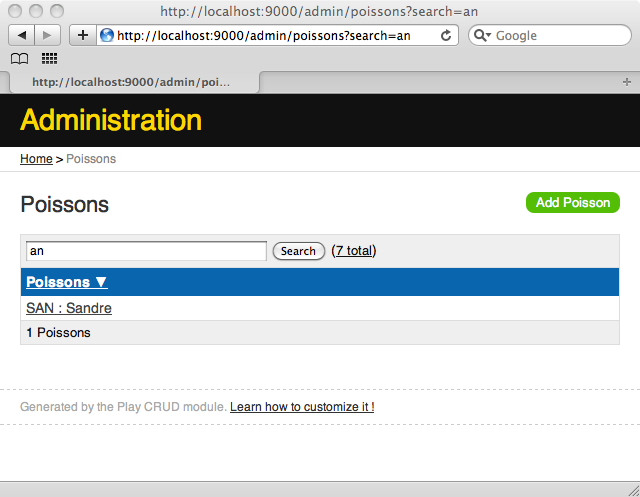 http://localhost:9000/admin/poissons?search=an
http://localhost:9000/admin/poissons?search=an
Google
http://localhost:9000/admin/poi...
Administration
Home > Poissons
Poissons
Add Poisson
an
Search
(7 total)
Poissons ▼
SAN : Sandre
1 Poissons
Generated by the Play CRUD module. Learn how to customize it !